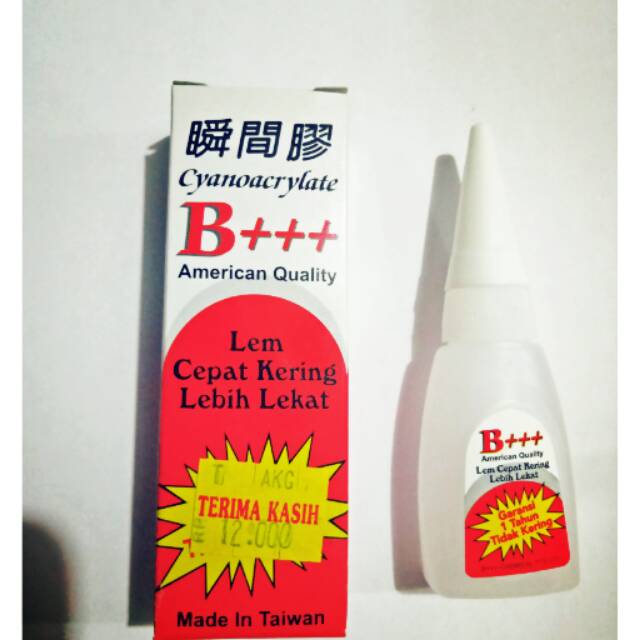 瞬間膠
Cyanoacrylate
B+++
American Quality
Lem
Cepat Kering
Lebih Lekat
AKG
TERIMA KASIH
12.000
Made In Taiwan
B+++
American Quality
Lem Cepat Kering
Lebih Lekat
Garansi
1 Tahun
Tidak Kering